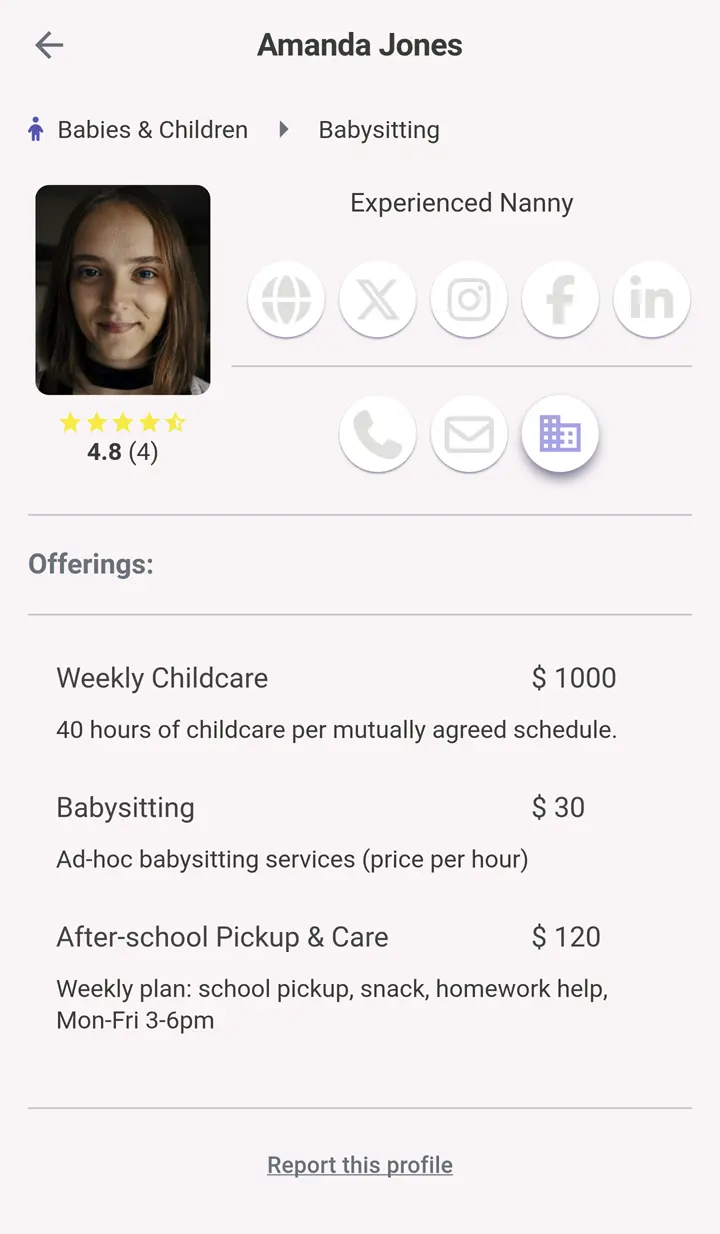 Amanda Jones
Babies & Children
Babysitting
Experienced Nanny
4.8 (4)
Offerings:
Weekly Childcare $ 1000
40 hours of childcare per mutually agreed schedule.
Babysitting $ 30
Ad-hoc babysitting services (price per hour)
After-school Pickup & Care $ 120
Weekly plan: school pickup, snack, homework help,
Mon-Fri 3-6pm
Report this profile